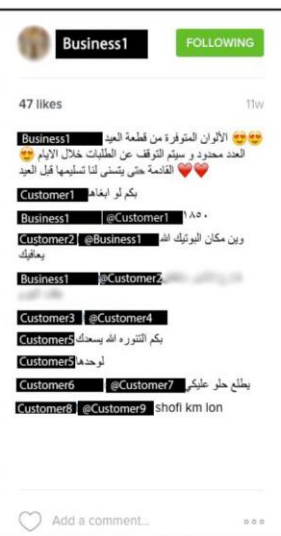 Business1 FOLLOWING
47 likes 11w
Business1 الألوان المتوفرة من قطعة العيد 😍😍
العدد محدود و سيتم التوقف عن الطلبات خلال الايام 😍
القادمة حتى يتسنى لنا تسليمها قبل العيد ❤️❤️
Customer1 بكم لو ابغاها
Business1 @Customer1 ١٨٥٠
Customer2 @Business1 وين مكان البوتيك الله
يعافيك
Business1 @Customer2
Customer3 @Customer4
Customer5 بكم التنوره الله يسعدك
Customer5 لوحدها
Customer6 @Customer7 يطلع حلو عليكي
Customer8 @Customer9 shofi km lon
Add a comment...